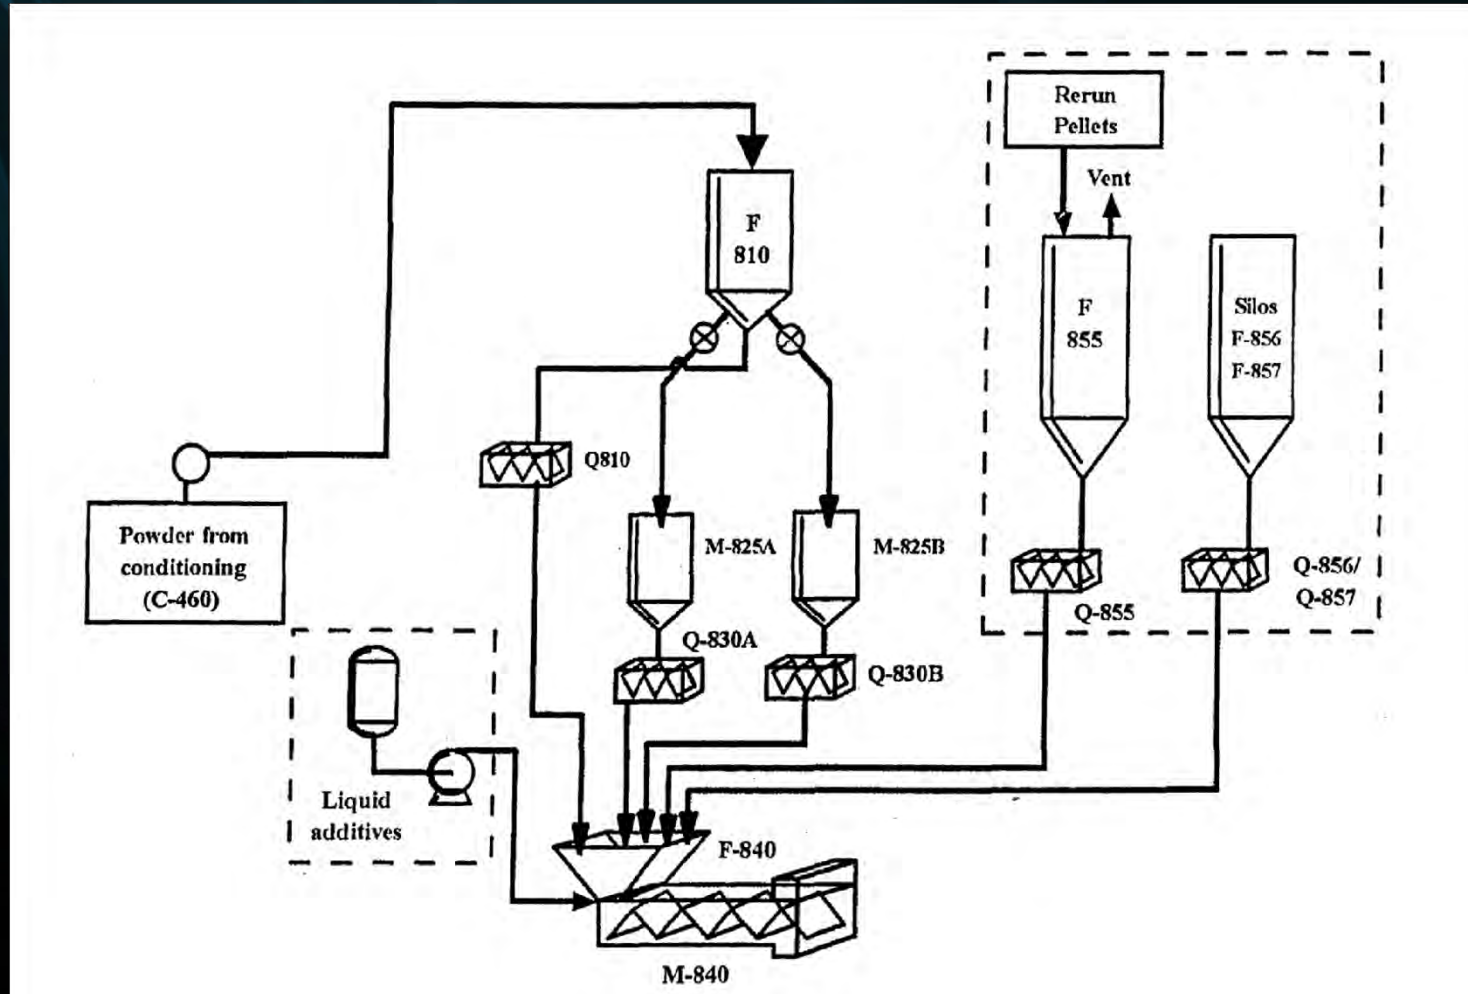 Rerun
Pellets
Vent
F
810
F
855
Silos
F-856
F-857
Q810
Powder from
conditioning
(C-460)
M-825A
M-825B
Q-855
Q-856/
Q-857
Q-830A
Q-830B
Liquid
additives
F-840
M-840